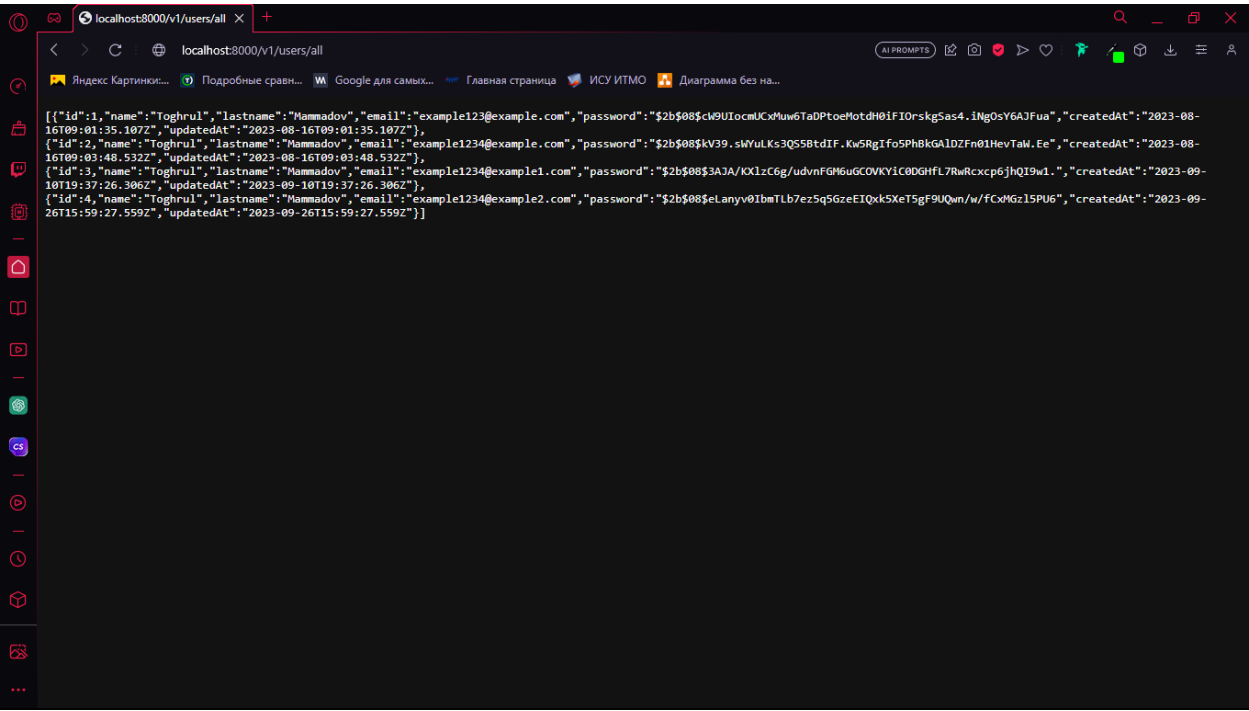 localhost:8000/v1/users/all
localhost:8000/v1/users/all
AI PROMPTS
Яндекс Картинки:... Подробные сравн... Google для самых... Главная страница ИСУ ИТМО Диаграмма без на...
[{"id":1,"name":"Toghrul","lastname":"Mammadov","email":"example123@example.com","password":"$2b$08$cW9UIocmUCxMuw6TaDPtoeMotdH0iFIOrskgSas4.iNgOsY6AJFua","createdAt":"2023-08-
16T09:01:35.107Z","updatedAt":"2023-08-16T09:01:35.107Z"},
{"id":2,"name":"Toghrul","lastname":"Mammadov","email":"example1234@example.com","password":"$2b$08$kV39.sWYuLKs3QS5BtdIF.Kw5RgIfo5PhBkGAlDZFn01HevTaW.Ee","createdAt":"2023-08-
16T09:03:48.532Z","updatedAt":"2023-08-16T09:03:48.532Z"},
{"id":3,"name":"Toghrul","lastname":"Mammadov","email":"example1234@example1.com","password":"$2b$08$3AJA/KXlzC6g/udvnFGM6uGCOVKYiC0DGHfL7RwRcxcp6jhQI9w1.","createdAt":"2023-09-
10T19:37:26.306Z","updatedAt":"2023-09-10T19:37:26.306Z"},
{"id":4,"name":"Toghrul","lastname":"Mammadov","email":"example1234@example2.com","password":"$2b$08$eLanyv0IbmTLb7ez5q5GzeEIQxk5XeT5gF9UQwn/w/fCxMGzl5PU6","createdAt":"2023-09-
26T15:59:27.559Z","updatedAt":"2023-09-26T15:59:27.559Z"}]
CS